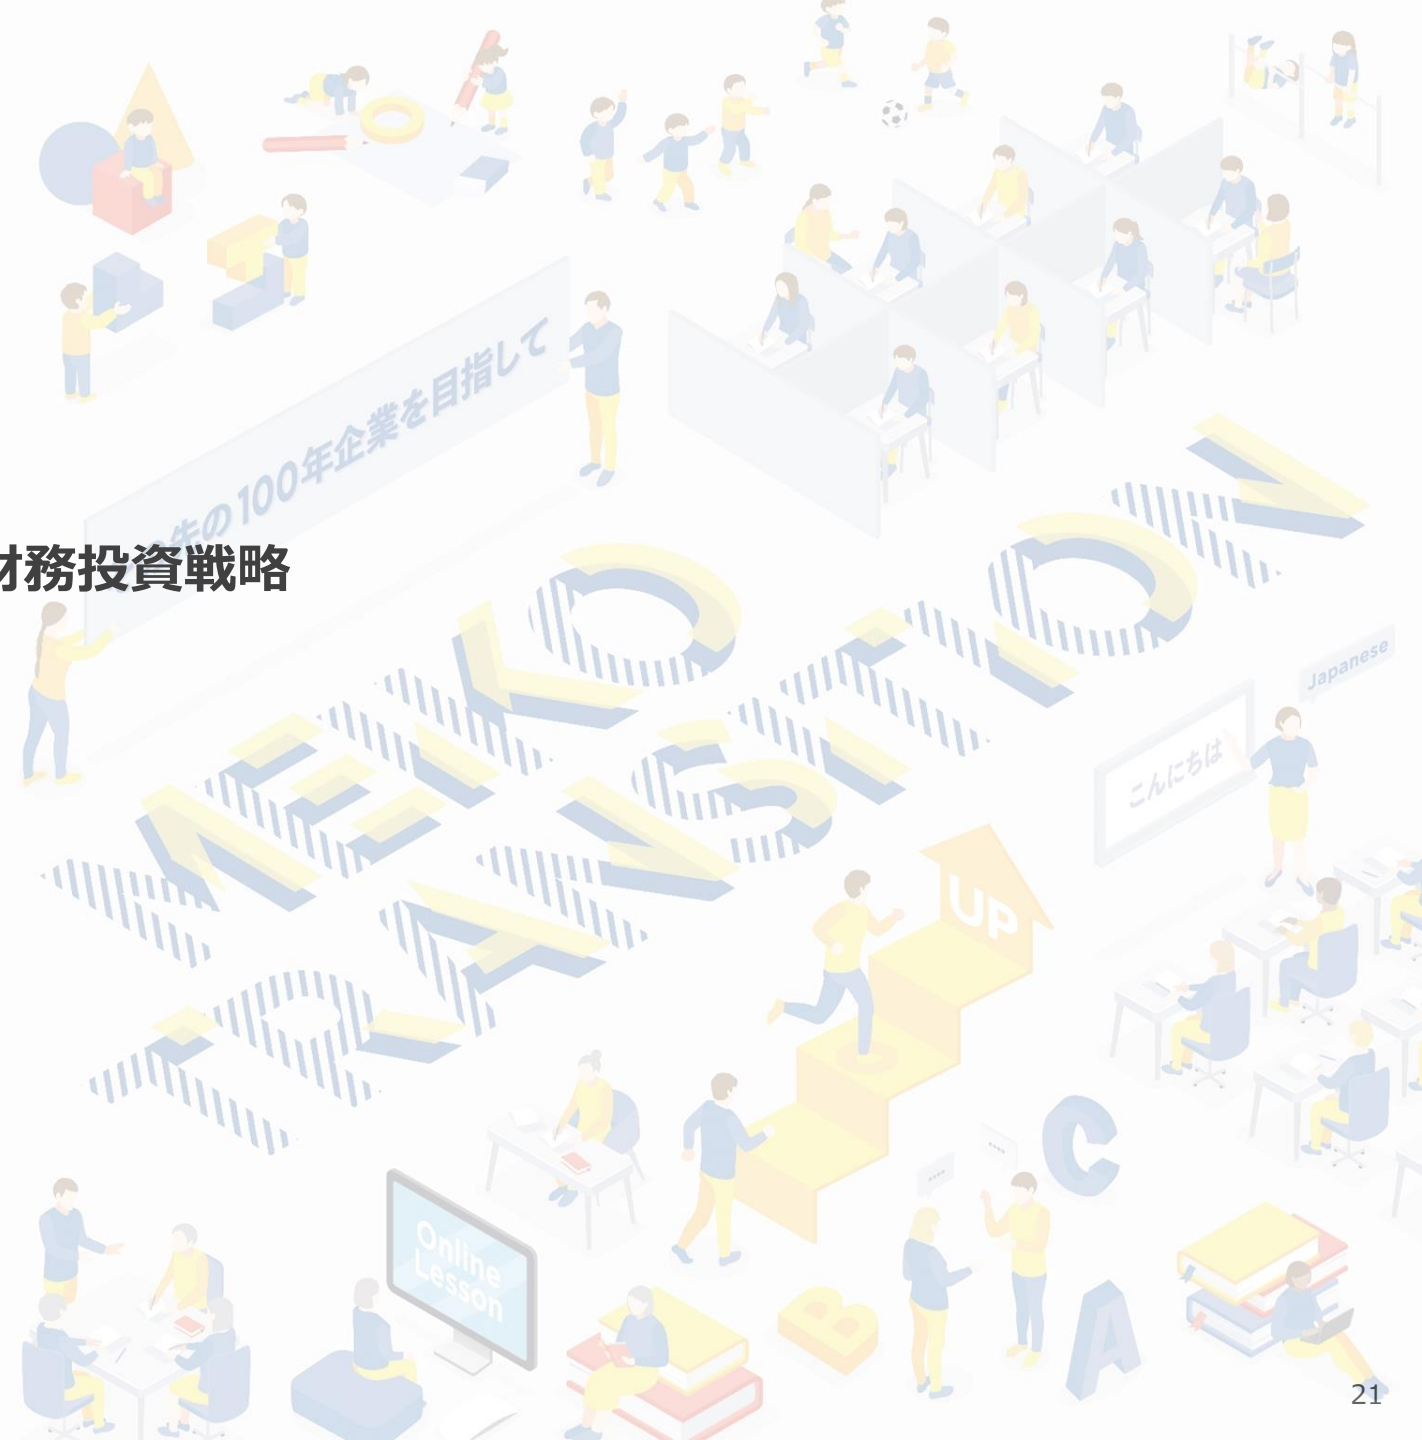 の先の100年企業を目指して
財務投資戦略
MEIKO
TRANSITION
Japanese
こんにちは
UP
Online
Lesson
C
B
A
21